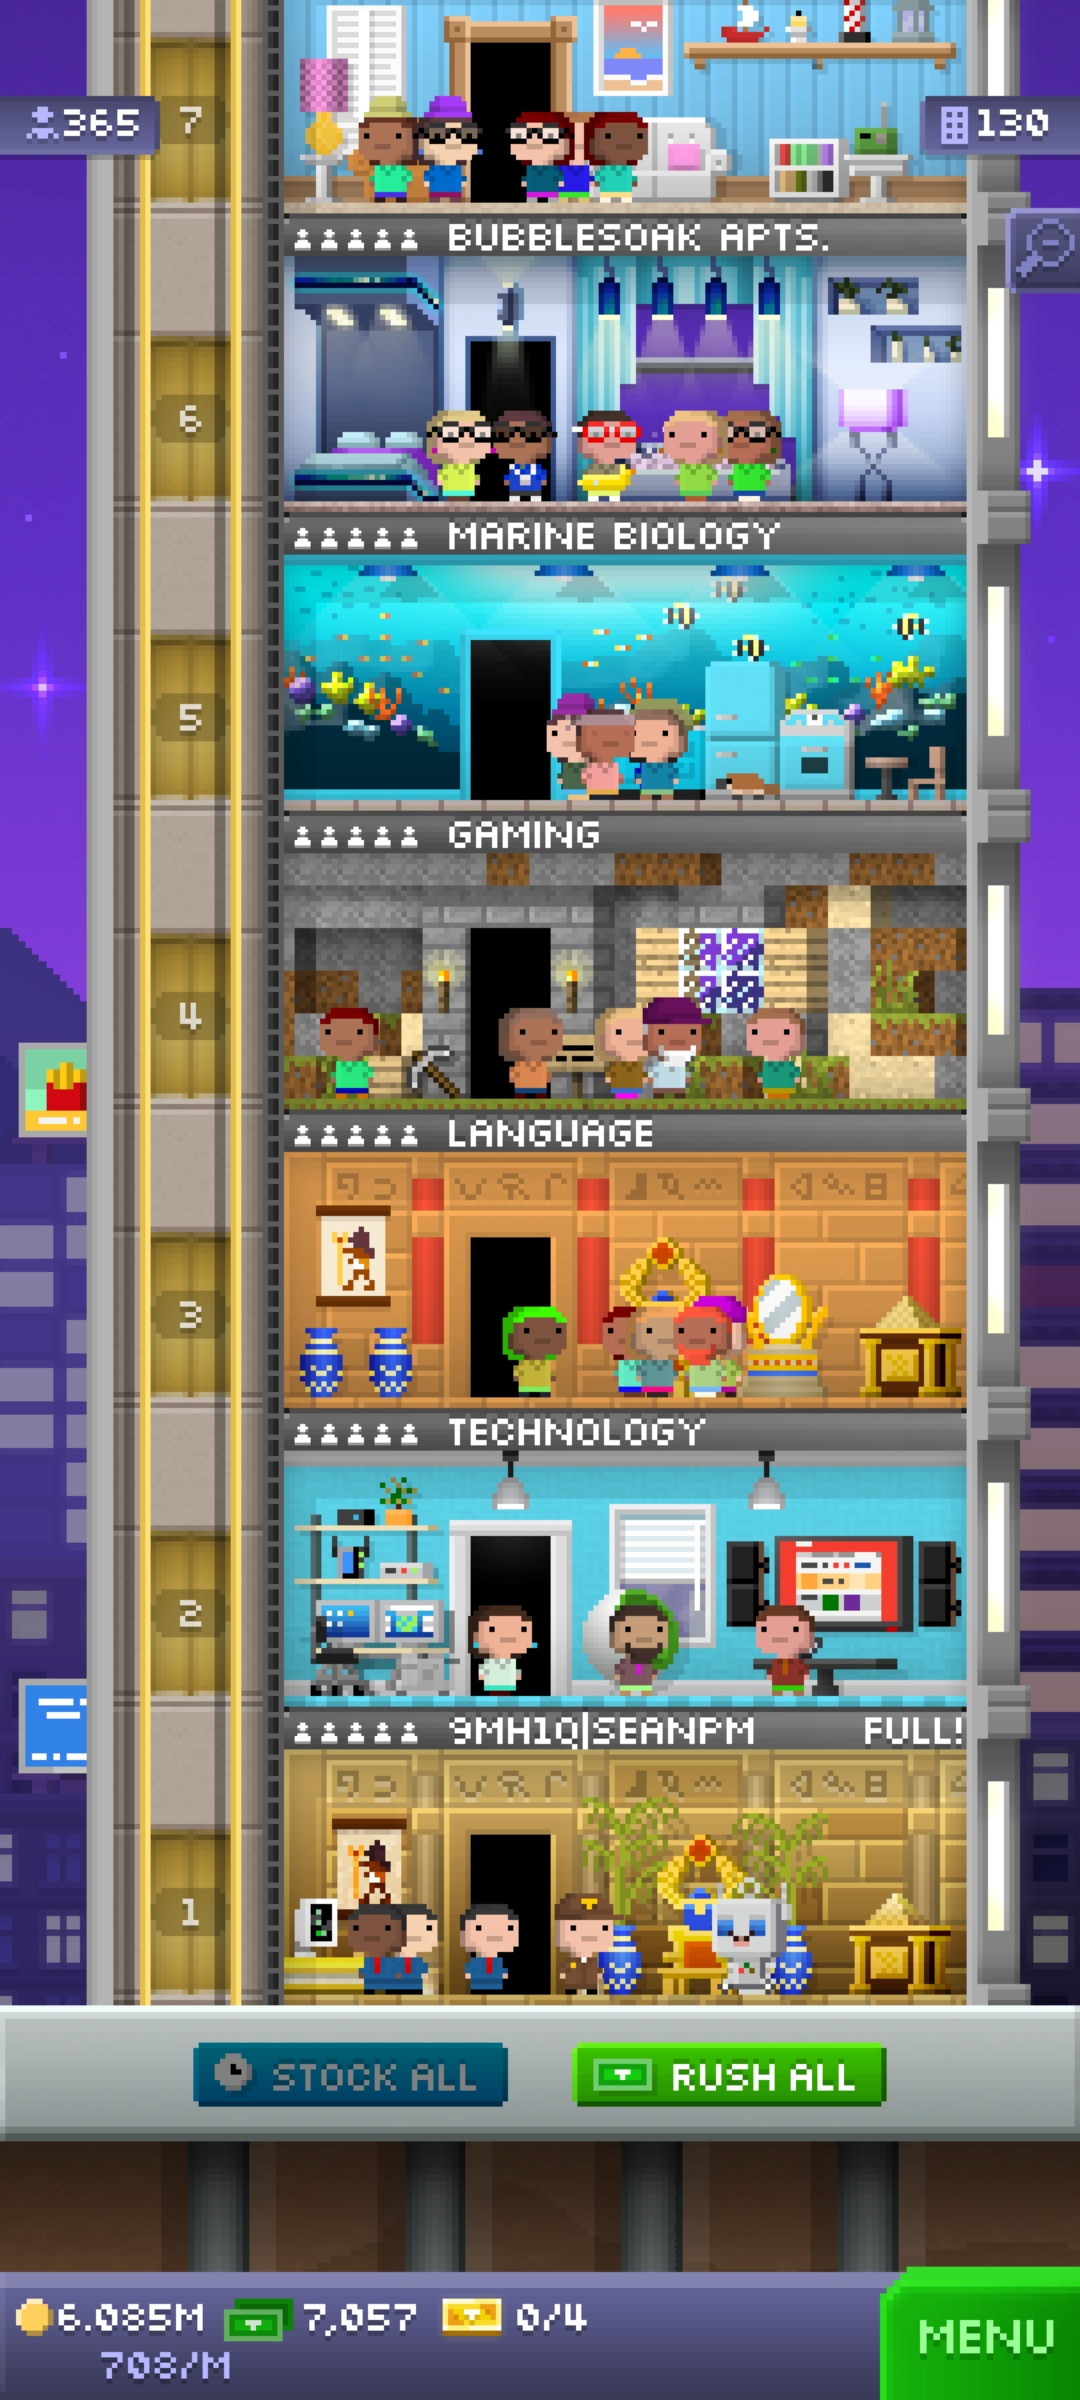 365
7
130
BUBBLESOAK APTS.
6
MARINE BIOLOGY
5
GAMING
4
LANGUAGE
3
TECHNOLOGY
2
9MH1Q|SEANPM FULL!
1
STOCK ALL
RUSH ALL
6.085M 7,057 0/4
708/M
MENU